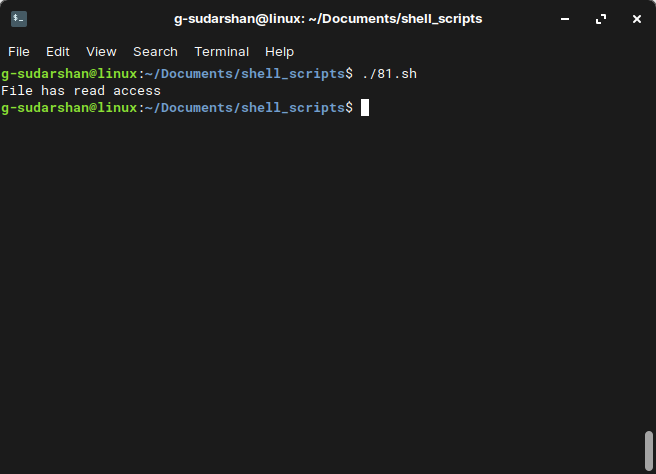 g-sudarshan@linux: ~/Documents/shell_scripts
File Edit View Search Terminal Help
g-sudarshan@linux:~/Documents/shell_scripts$ ./81.sh
File has read access
g-sudarshan@linux:~/Documents/shell_scripts$